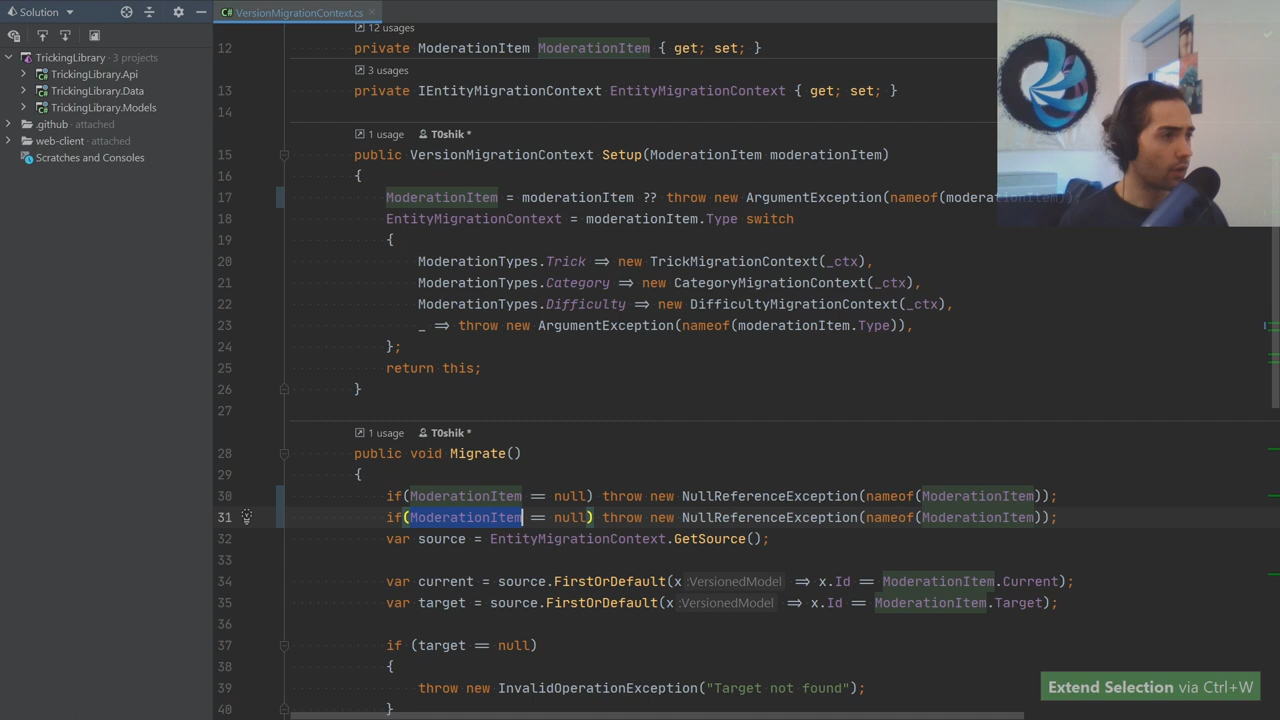 Solution
VersionMigrationContext.cs
TrickingLibrary · 3 projects
TrickingLibrary.Api
TrickingLibrary.Data
TrickingLibrary.Models
.github attached
web-client attached
Scratches and Consoles
12 usages
12 private ModerationItem ModerationItem { get; set; }
3 usages
13 private IEntityMigrationContext EntityMigrationContext { get; set; }
14
1 usage T0shik *
15 public VersionMigrationContext Setup(ModerationItem moderationItem)
16 {
17 ModerationItem = moderationItem ?? throw new ArgumentException(nameof(moderationItem));
18 EntityMigrationContext = moderationItem.Type switch
19 {
20 ModerationTypes.Trick => new TrickMigrationContext(_ctx),
21 ModerationTypes.Category => new CategoryMigrationContext(_ctx),
22 ModerationTypes.Difficulty => new DifficultyMigrationContext(_ctx),
23 _ => throw new ArgumentException(nameof(moderationItem.Type)),
24 };
25 return this;
26 }
27
1 usage T0shik *
28 public void Migrate()
29 {
30 if(ModerationItem == null) throw new NullReferenceException(nameof(ModerationItem));
31 if(ModerationItem == null) throw new NullReferenceException(nameof(ModerationItem));
32 var source = EntityMigrationContext.GetSource();
33
34 var current = source.FirstOrDefault(x :VersionedModel => x.Id == ModerationItem.Current);
35 var target = source.FirstOrDefault(x :VersionedModel => x.Id == ModerationItem.Target);
36
37 if (target == null)
38 {
39 throw new InvalidOperationException("Target not found");
40 }
Extend Selection via Ctrl+W